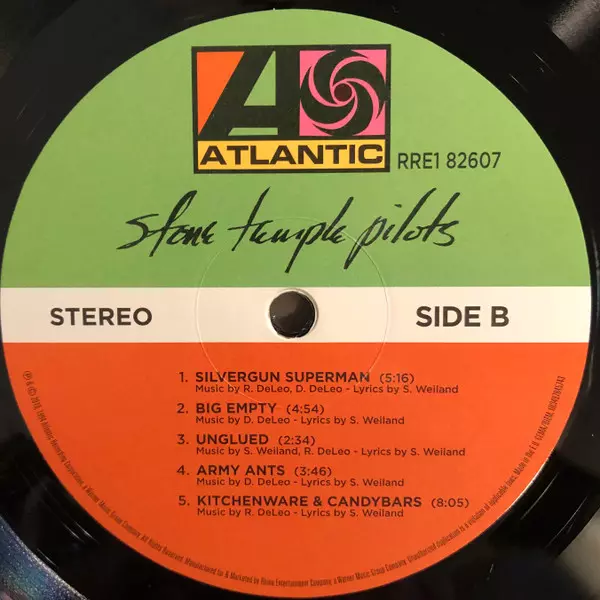 ATLANTIC
RRE1 82607
stone temple pilots
STEREO
SIDE B
1. SILVERGUN SUPERMAN (5:16)
Music by R. DeLeo, D. DeLeo - Lyrics by S. Weiland
2. BIG EMPTY (4:54)
Music by D. DeLeo - Lyrics by S. Weiland
3. UNGLUED (2:34)
Music by S. Weiland, R. DeLeo - Lyrics by S. Weiland
4. ARMY ANTS (3:46)
Music by D. DeLeo - Lyrics by S. Weiland
5. KITCHENWARE & CANDYBARS (8:05)
Music by R. DeLeo - Lyrics by S. Weiland